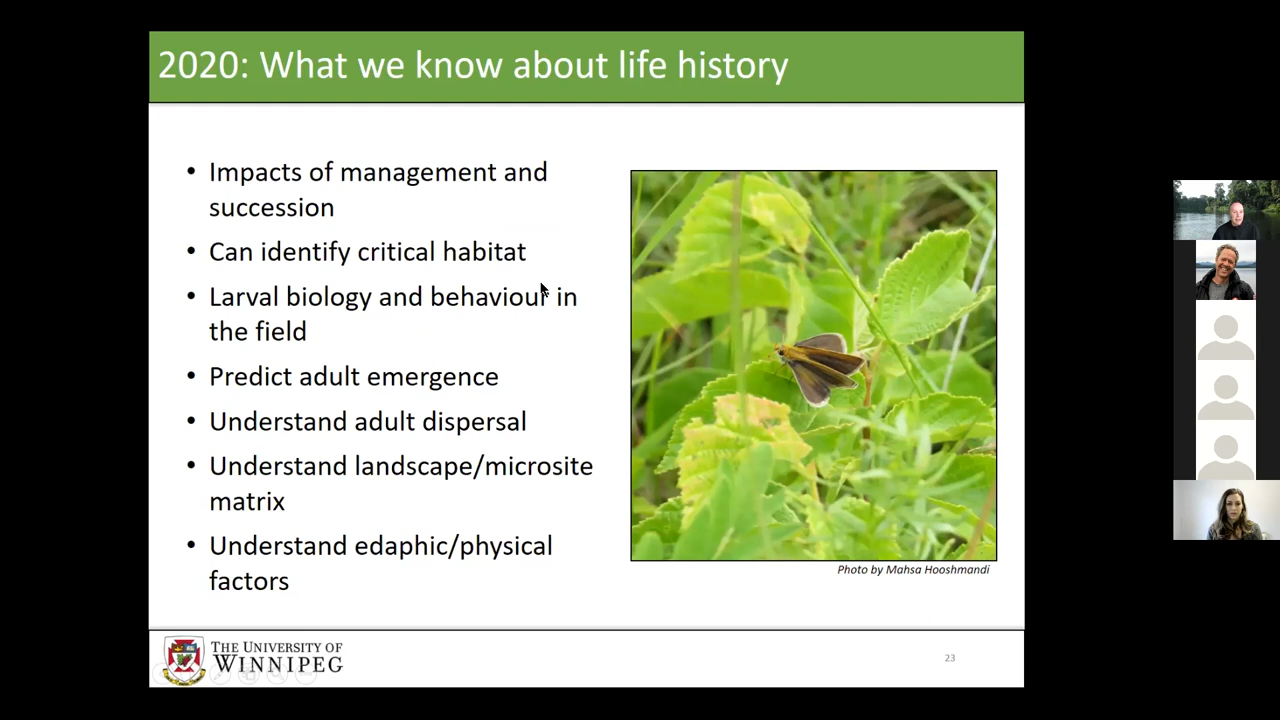 2020: What we know about life history
• Impacts of management and
succession
• Can identify critical habitat
• Larval biology and behaviour in
the field
• Predict adult emergence
• Understand adult dispersal
• Understand landscape/microsite
matrix
• Understand edaphic/physical
factors
Photo by Mahsa Hooshmandi
THE UNIVERSITY OF
WINNIPEG
23